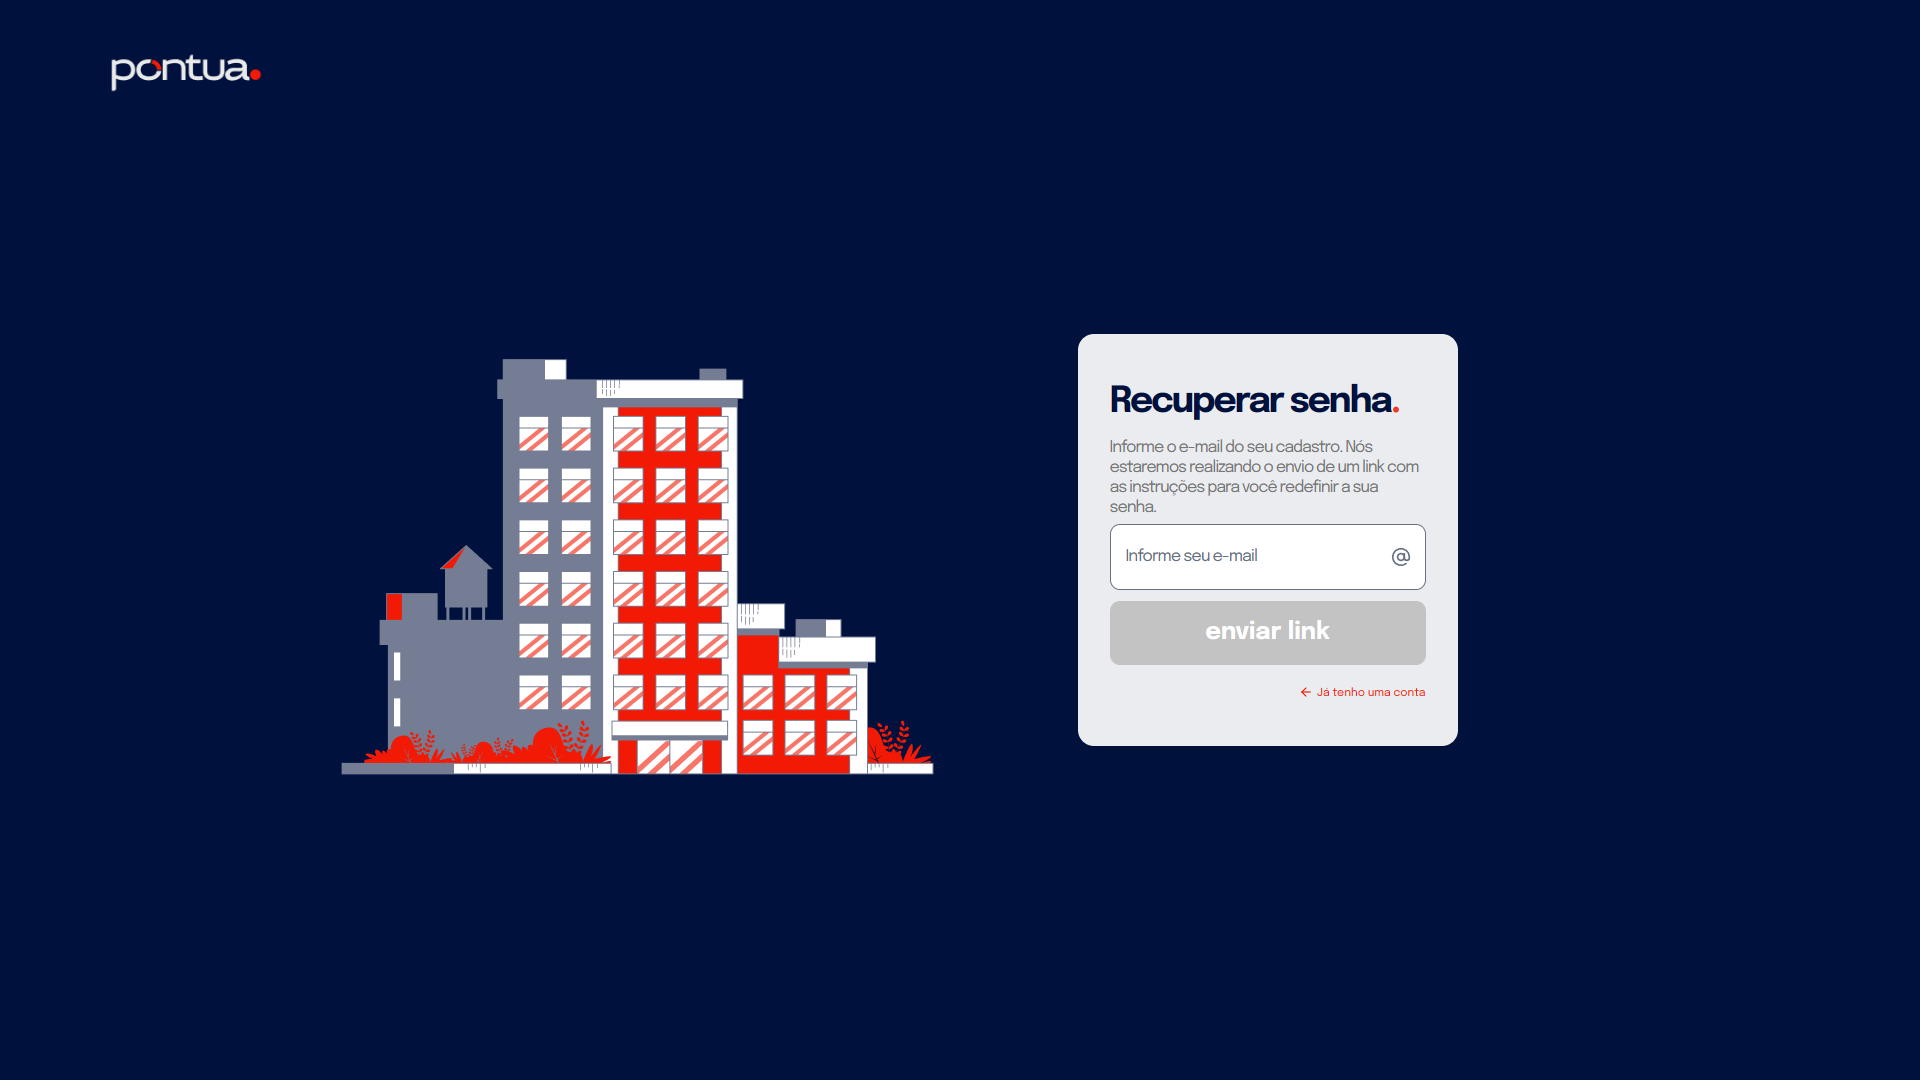 pontua.
Recuperar senha.
Informe o e-mail do seu cadastro. Nós
estaremos realizando o envio de um link com
as instruções para você redefinir a sua
senha.
Informe seu e-mail @
enviar link
← Já tenho uma conta